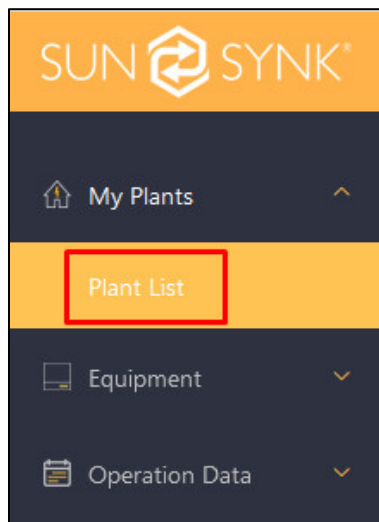 SUN SYNK®
My Plants
Plant List
Equipment
Operation Data